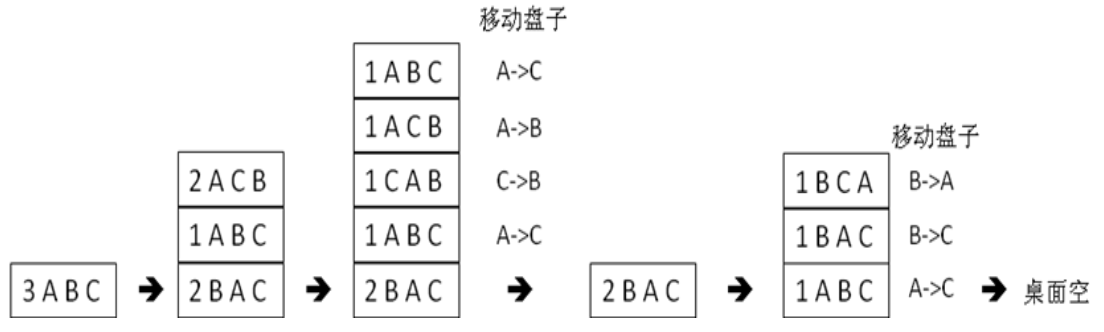 移动盘子
1 A B C A->C
1 A C B A->B
移动盘子
2 A C B 1 C A B C->B 1 B C A B->A
1 A B C 1 A B C A->C 1 B A C B->C
3 A B C ➔ 2 B A C ➔ 2 B A C ➔ 2 B A C ➔ 1 A B C A->C ➔ 桌面空